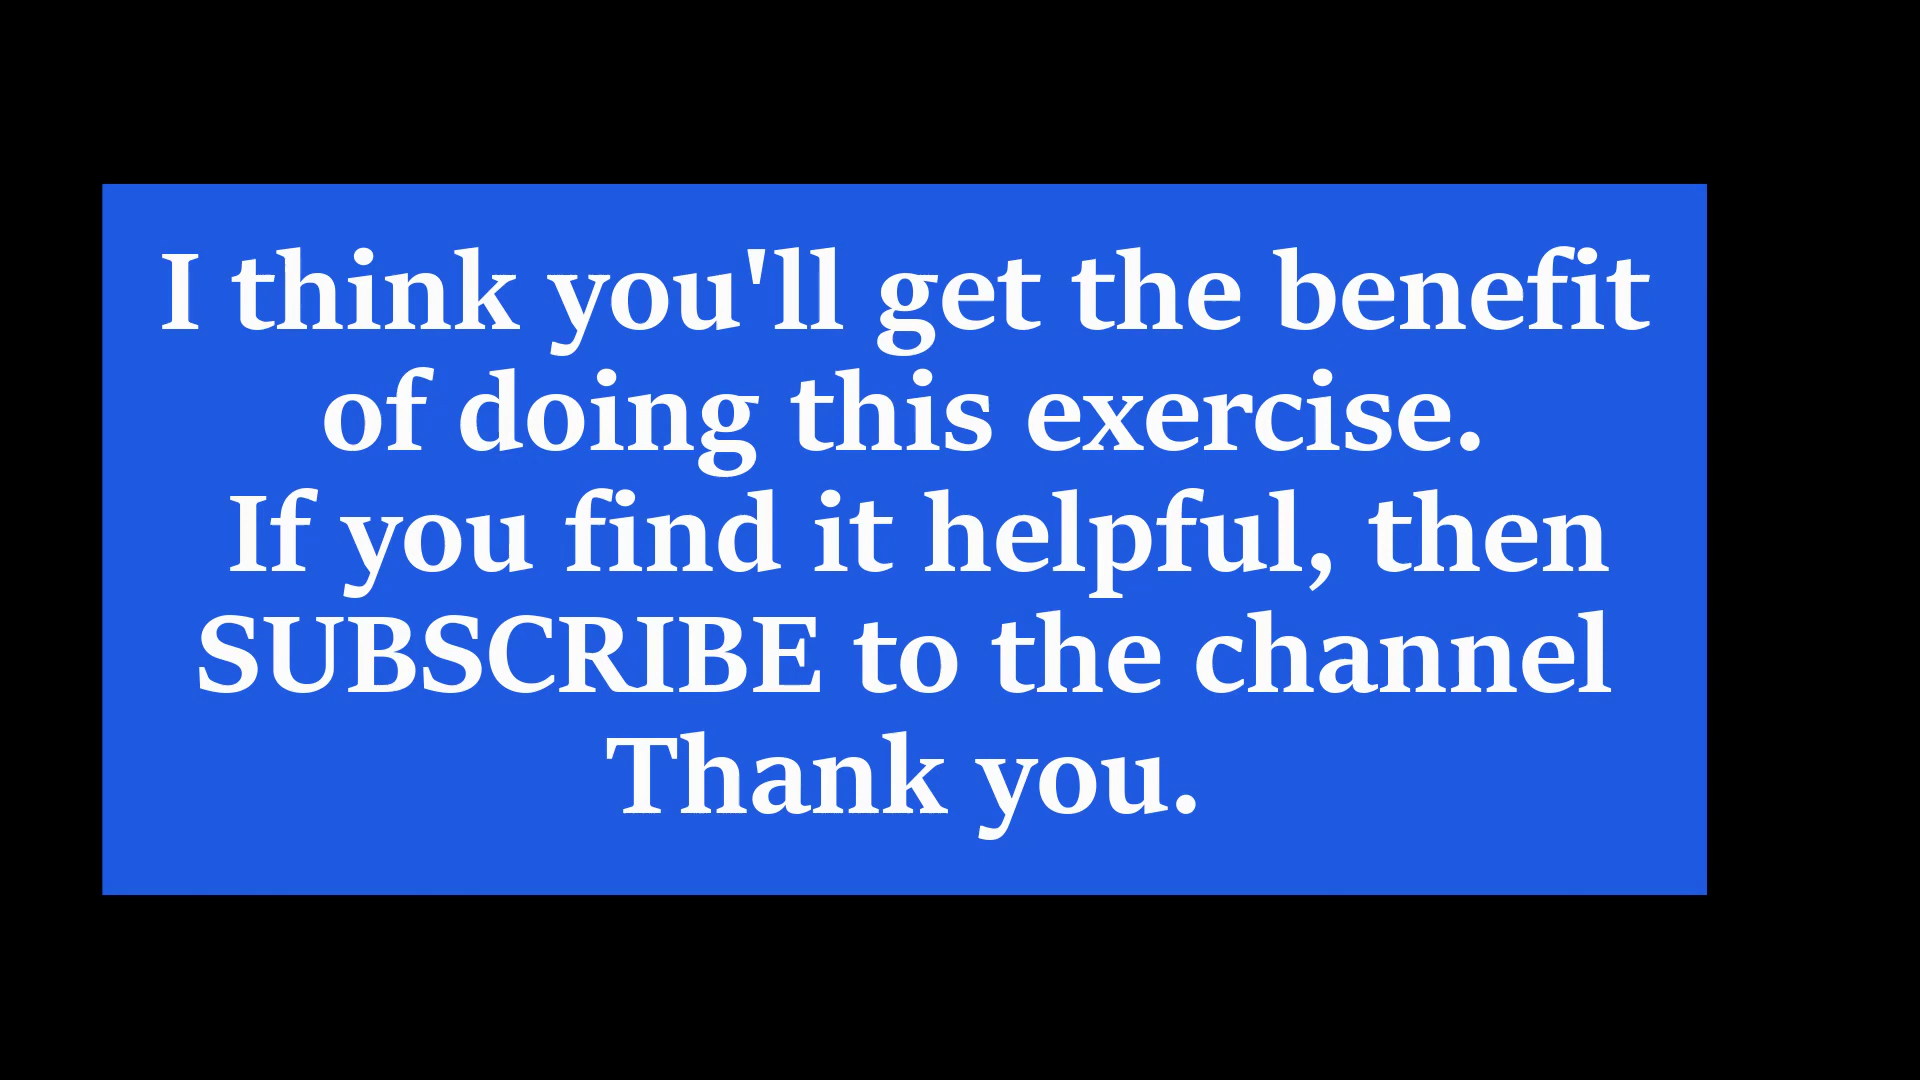 I think you'll get the benefit
of doing this exercise.
If you find it helpful, then
SUBSCRIBE to the channel
Thank you.